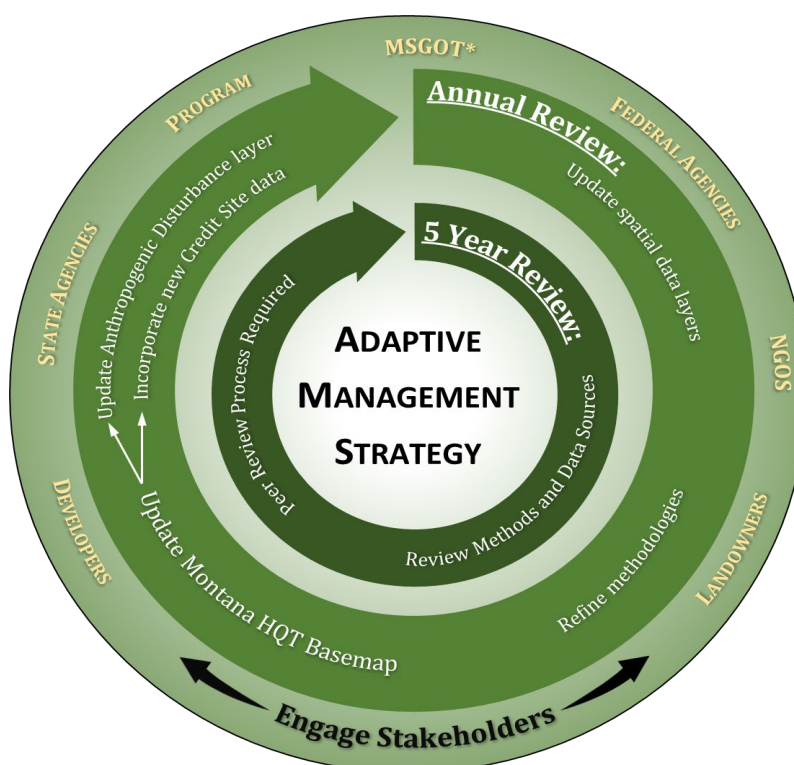 MSGOT*
FEDERAL AGENCIES
NGOS
LANDOWNERS
Engage Stakeholders
DEVELOPERS
STATE AGENCIES
PROGRAM
Annual Review:
Update spatial data layers
Refine methodologies
Update Montana HQT Basemap
Update Anthropogenic Disturbance layer
Incorporate new Credit Site data
5 Year Review:
Review Methods and Data Sources
Peer Review Process Required
ADAPTIVE
MANAGEMENT
STRATEGY